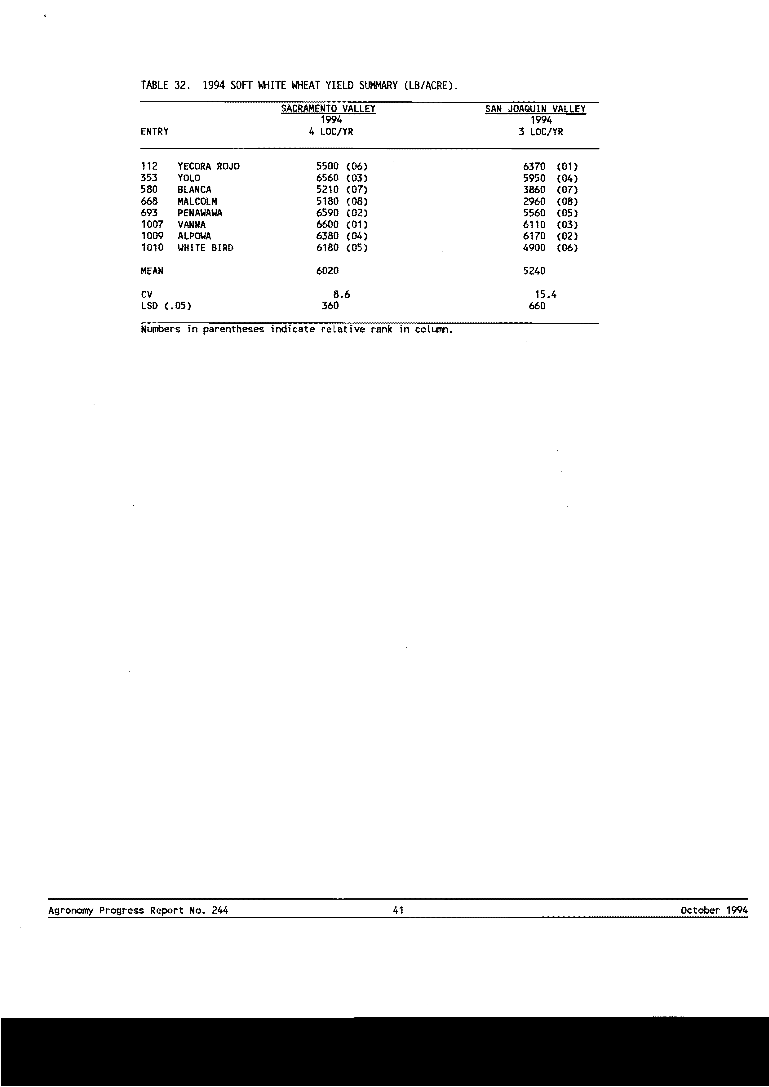 TABLE 32. 1994 SOFT WHITE WHEAT YIELD SUMMARY (LB/ACRE).
SACRAMENTO VALLEY SAN JOAQUIN VALLEY
1994 1994
ENTRY 4 LOC/YR 3 LOC/YR
112 YECORA ROJO 5500 (06) 6370 (01)
353 YOLO 6560 (03) 5950 (04)
580 BLANCA 5210 (07) 3860 (07)
668 MALCOLM 5180 (08) 2960 (08)
693 PENAWAWA 6590 (02) 5560 (05)
1007 VANNA 6600 (01) 6110 (03)
1009 ALPOWA 6380 (04) 6170 (02)
1010 WHITE BIRD 6180 (05) 4900 (06)
MEAN 6020 5240
CV 8.6 15.4
LSD (.05) 360 660
Numbers in parentheses indicate relative rank in column.
Agronomy Progress Report No. 244 41 October 1994